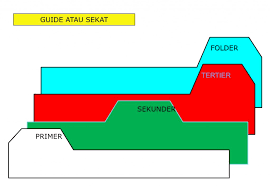 GUIDE ATAU SEKAT
FOLDER
TERTIER
SEKUNDER
PRIMER